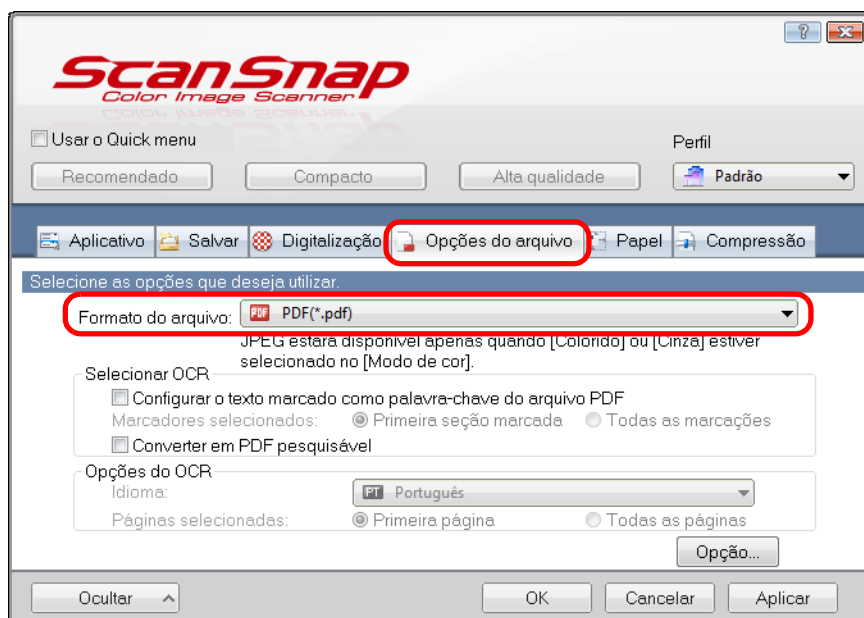 ScanSnap
Color Image Scanner
Usar o Quick menu
Perfil
Recomendado Compacto Alta qualidade Padrão
Aplicativo Salvar Digitalização Opções do arquivo Papel Compressão
Selecione as opções que deseja utilizar.
Formato do arquivo: PDF PDF(*.pdf)
JPEG estará disponível apenas quando [Colorido] ou [Cinza] estiver
selecionado no [Modo de cor].
Selecionar OCR
Configurar o texto marcado como palavra-chave do arquivo PDF
Marcadores selecionados: Primeira seção marcada Todas as marcações
Converter em PDF pesquisável
Opções do OCR
Idioma: PT Português
Páginas selecionadas: Primeira página Todas as páginas
Opção...
Ocultar OK Cancelar Aplicar